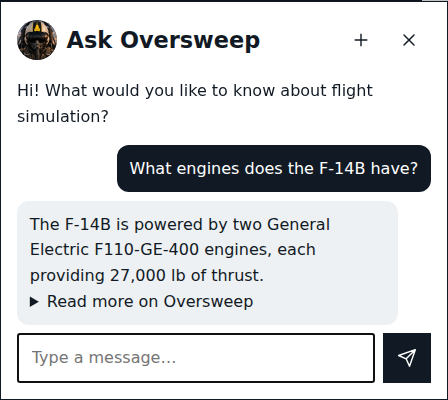 Ask Oversweep
Hi! What would you like to know about flight
simulation?
What engines does the F-14B have?
The F-14B is powered by two General
Electric F110-GE-400 engines, each
providing 27,000 lb of thrust.
Read more on Oversweep
Type a message...